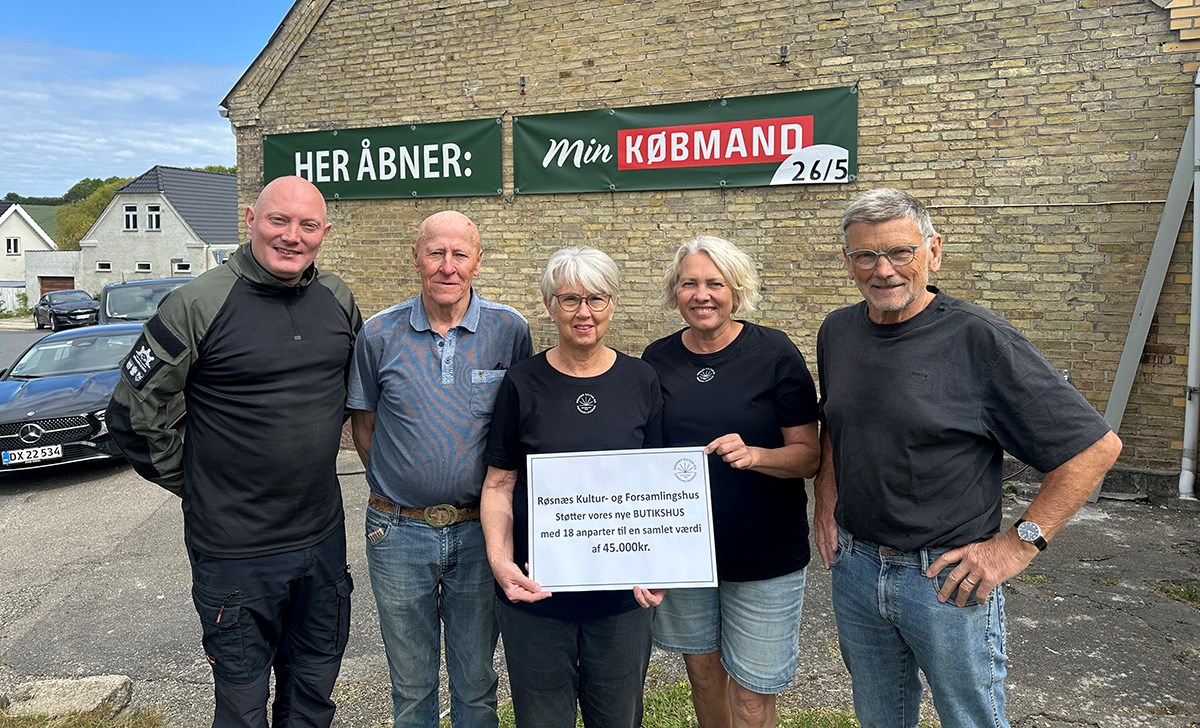 HER ÅBNER:
Min KØBMAND
26/5
DX 22 534
Røsnæs Kultur- og Forsamlingshus
Støtter vores nye BUTIKSHUS
med 18 anparter til en samlet værdi
af 45.000kr.